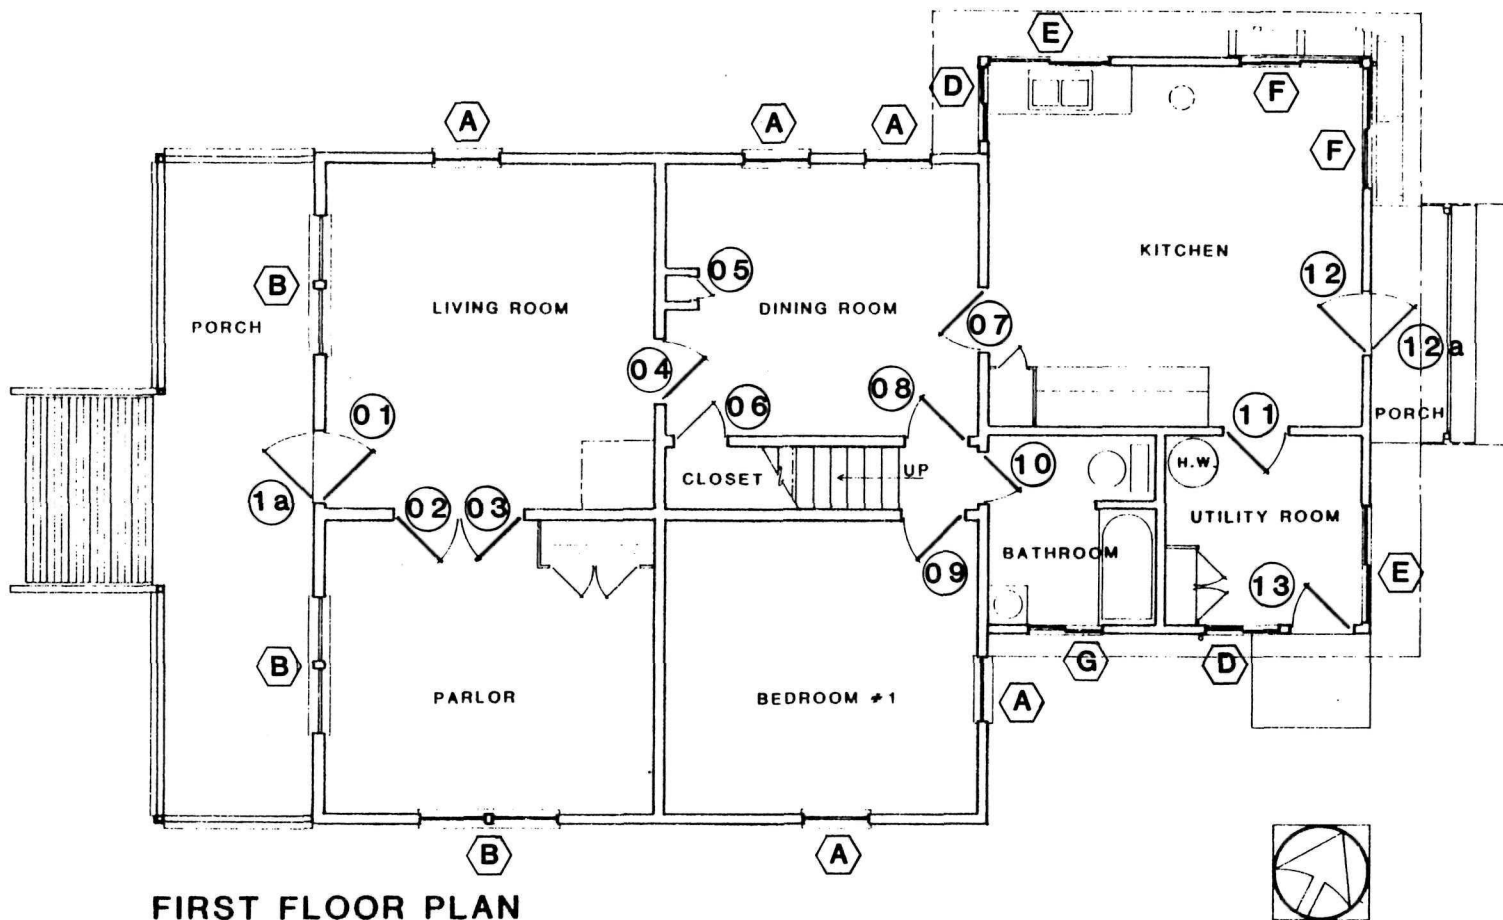 E
D
F
A
A
A
F
KITCHEN
05
B
12
LIVING ROOM
DINING ROOM
PORCH
07
12a
04
08
01
06
11
PORCH
10
H.W.
CLOSET
UP
1a
02
03
UTILITY ROOM
BATHROOM
09
13
E
B
G
D
PARLOR
BEDROOM #1
A
B
A
FIRST FLOOR PLAN